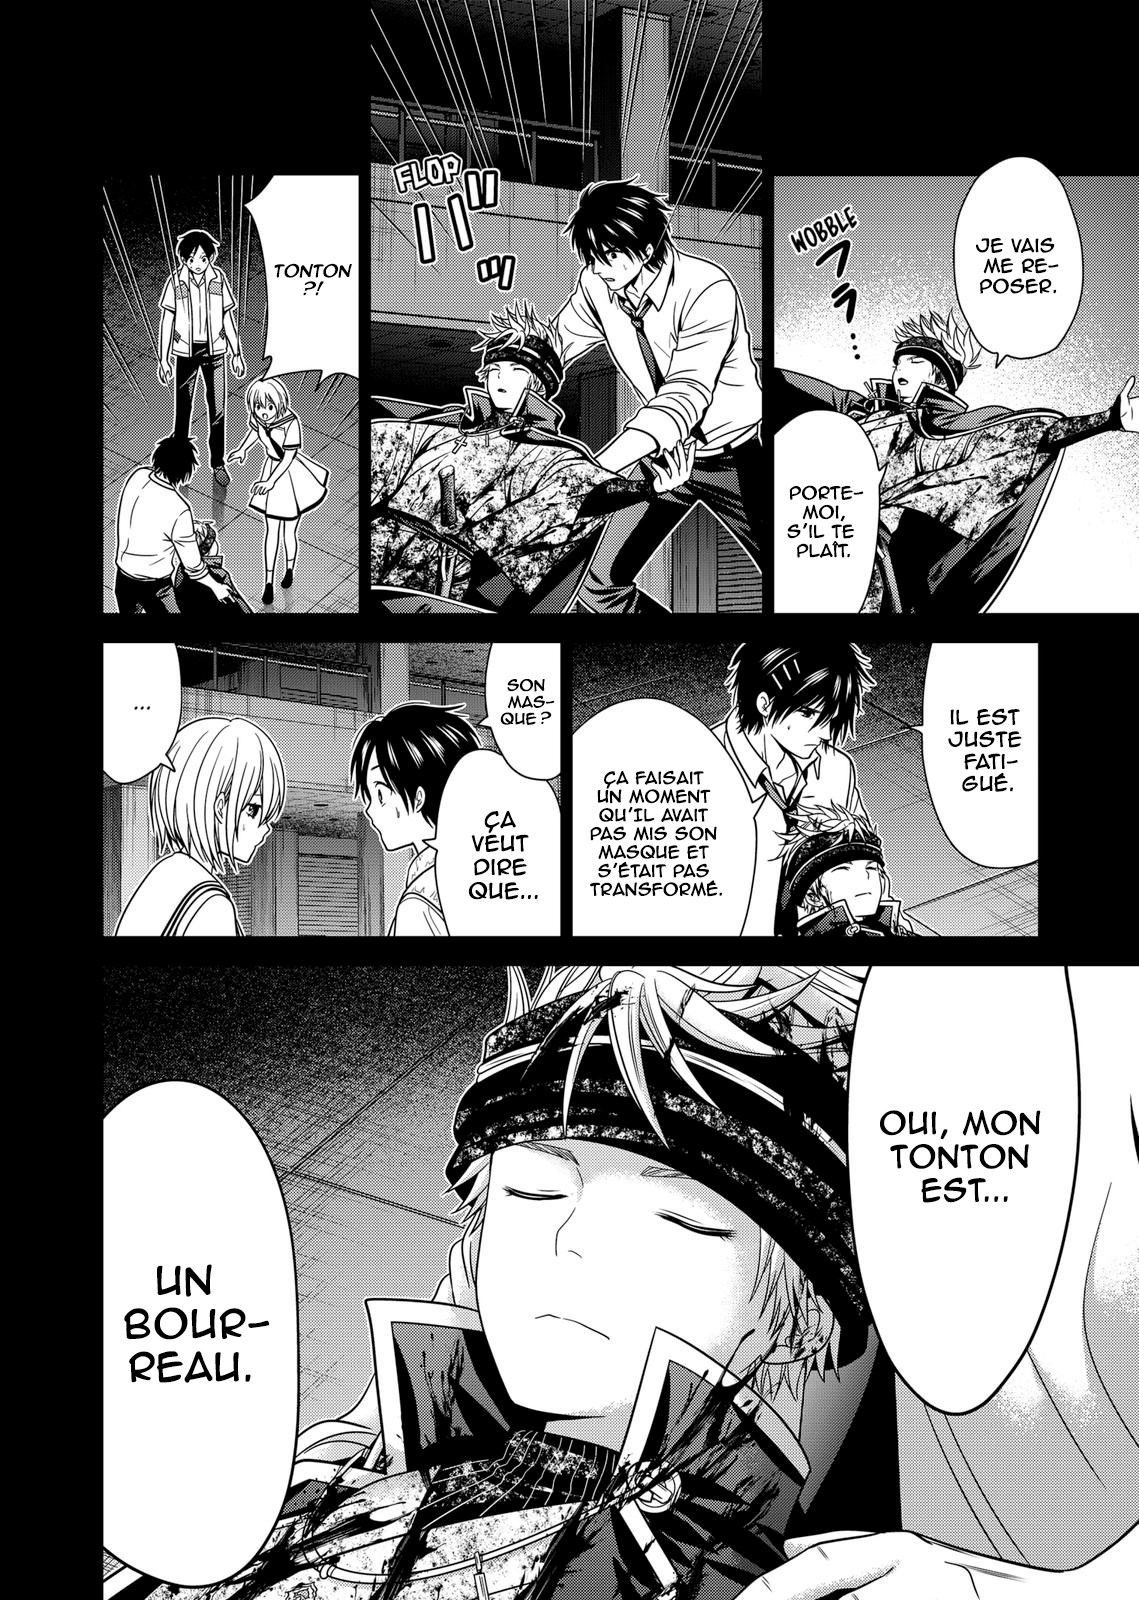 JE VAIS
ME RE-
POSER.
WOBBLE
PORTE-
MOI,
S'IL TE
PLAÎT.
FLOP
TONTON
?!
IL EST
JUSTE
FATI-
GUÉ.
ÇA FAISAIT
UN MOMENT
QU'IL AVAIT
PAS MIS SON
MASQUE ET
S'ÉTAIT PAS
TRANSFORMÉ.
SON
MAS-
QUE?
ÇA
VEUT
DIRE
QUE...
...
OUI, MON
TONTON
EST...
UN
BOUR-
REAU.